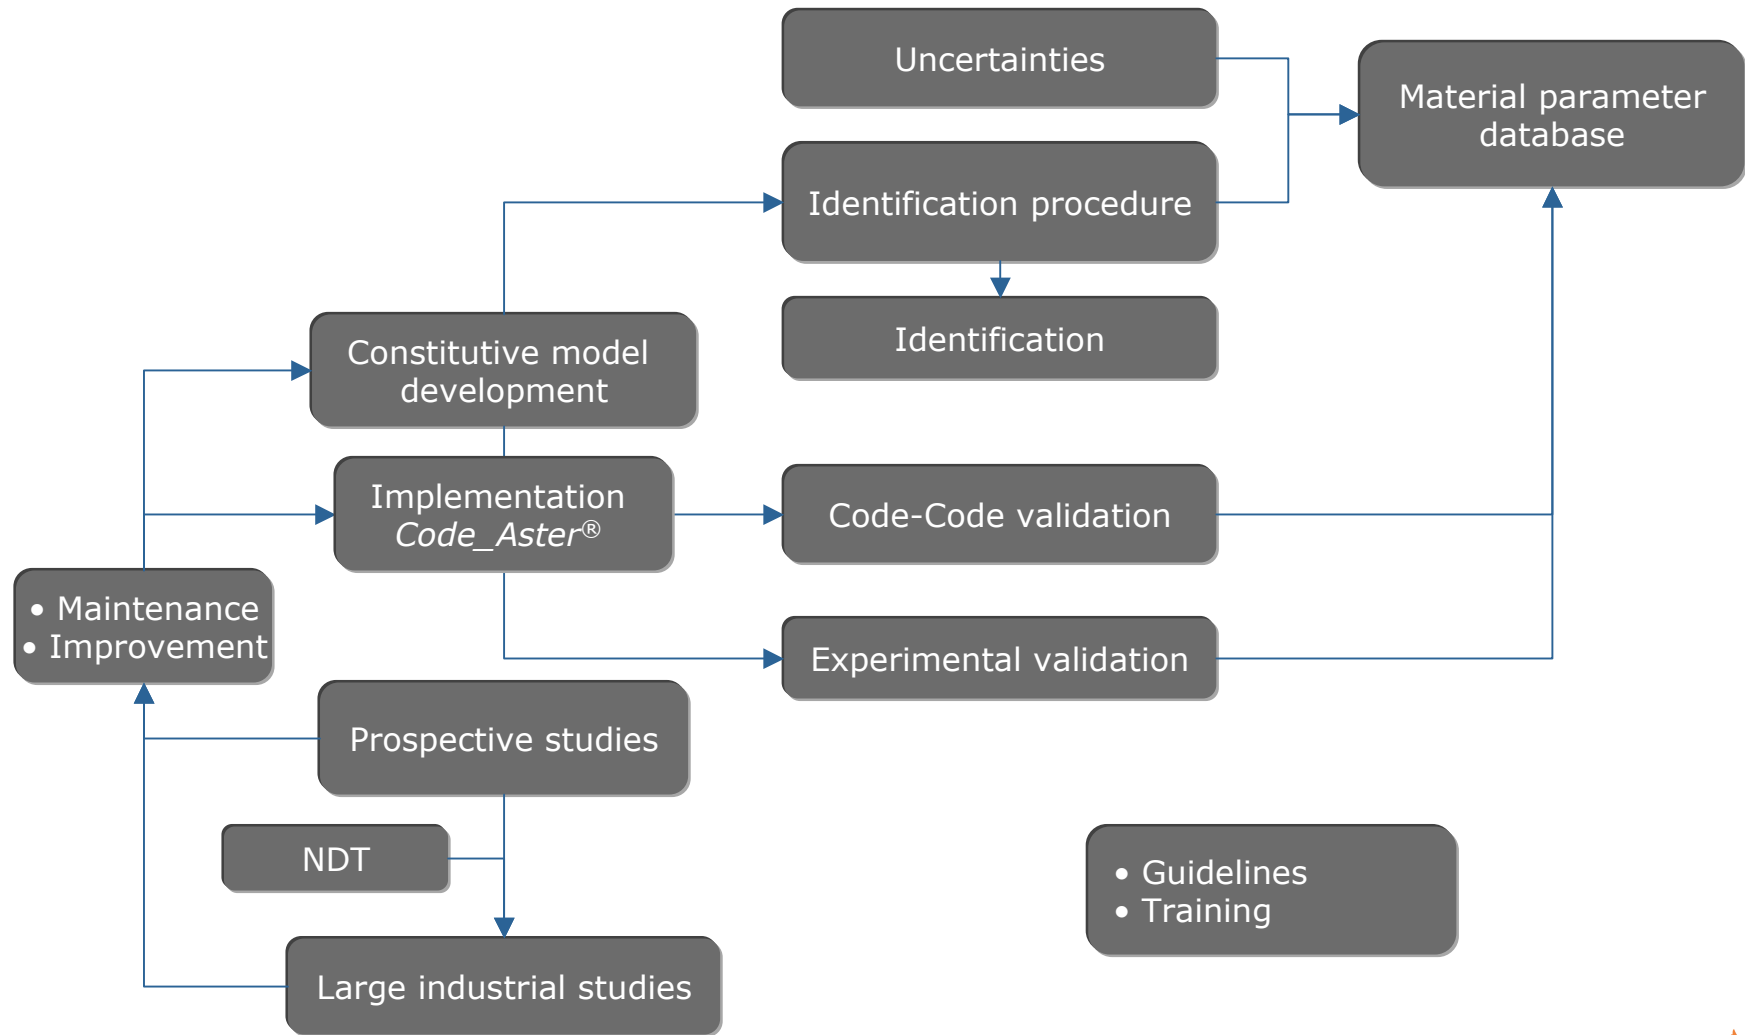 Uncertainties
Material parameter
database
Identification procedure
Identification
Constitutive model
development
Implementation
Code_Aster®
Code-Code validation
• Maintenance
• Improvement
Experimental validation
Prospective studies
NDT
• Guidelines
• Training
Large industrial studies